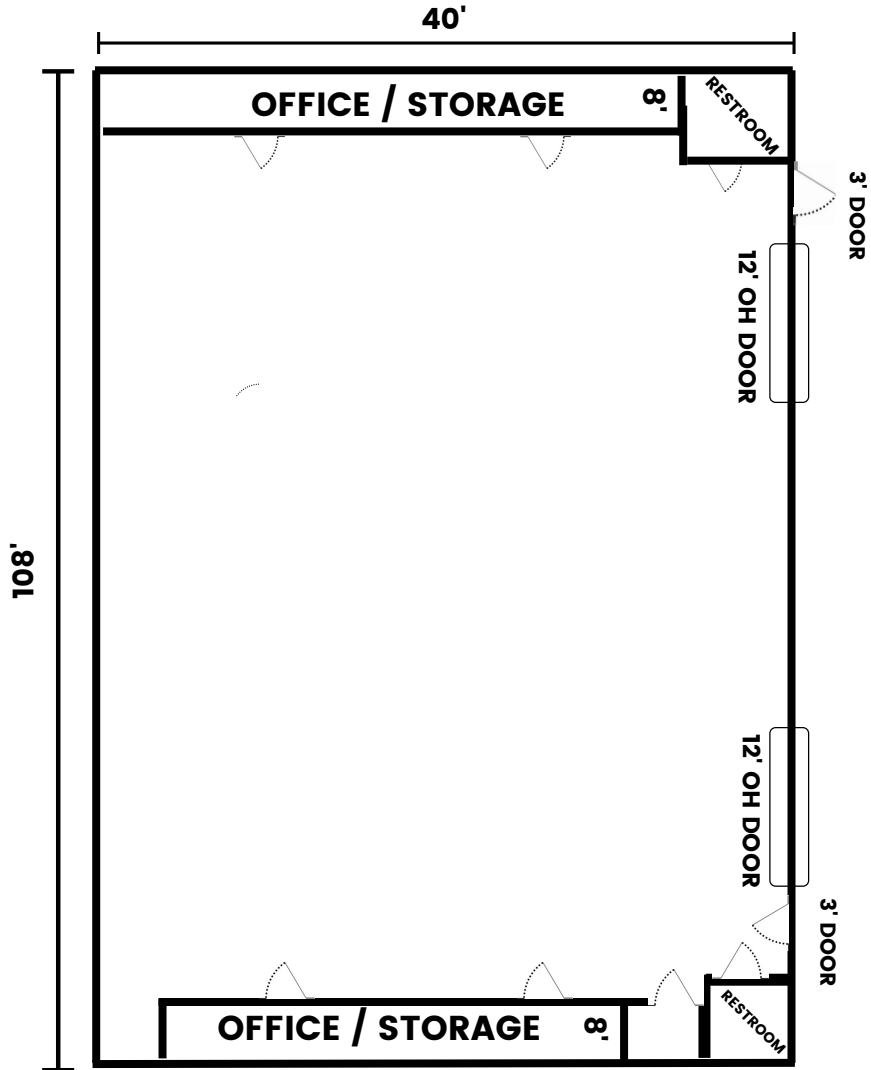 40'
OFFICE / STORAGE
8'
RESTROOM
3' DOOR
12' OH DOOR
108'
12' OH DOOR
3' DOOR
OFFICE / STORAGE
8'
RESTROOM